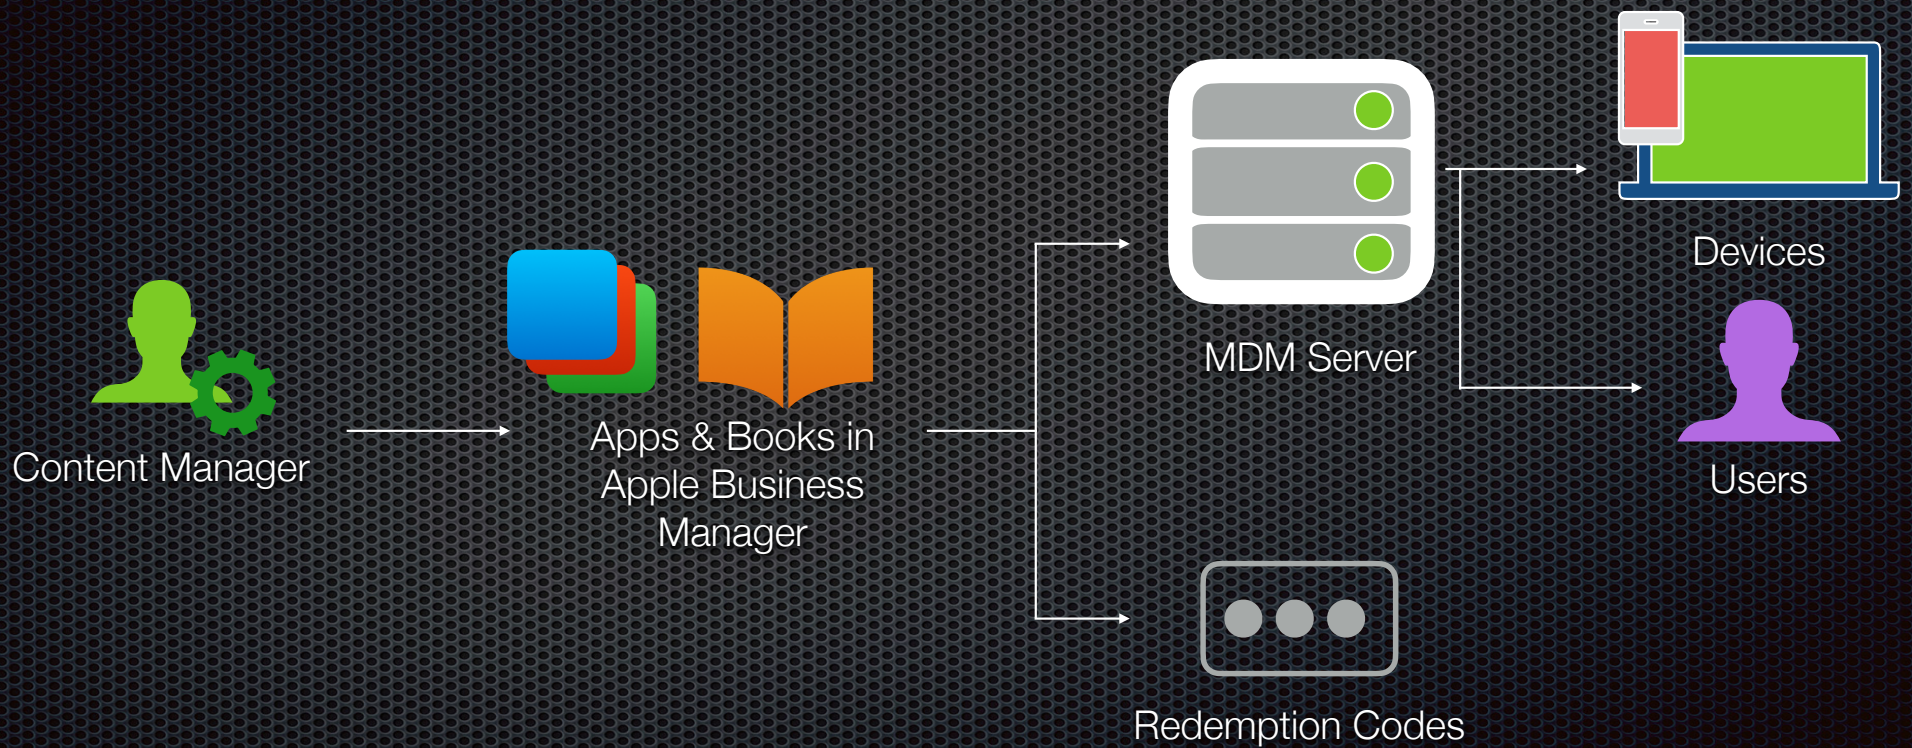 Content Manager
Apps & Books in
Apple Business
Manager
MDM Server
Redemption Codes
Devices
Users